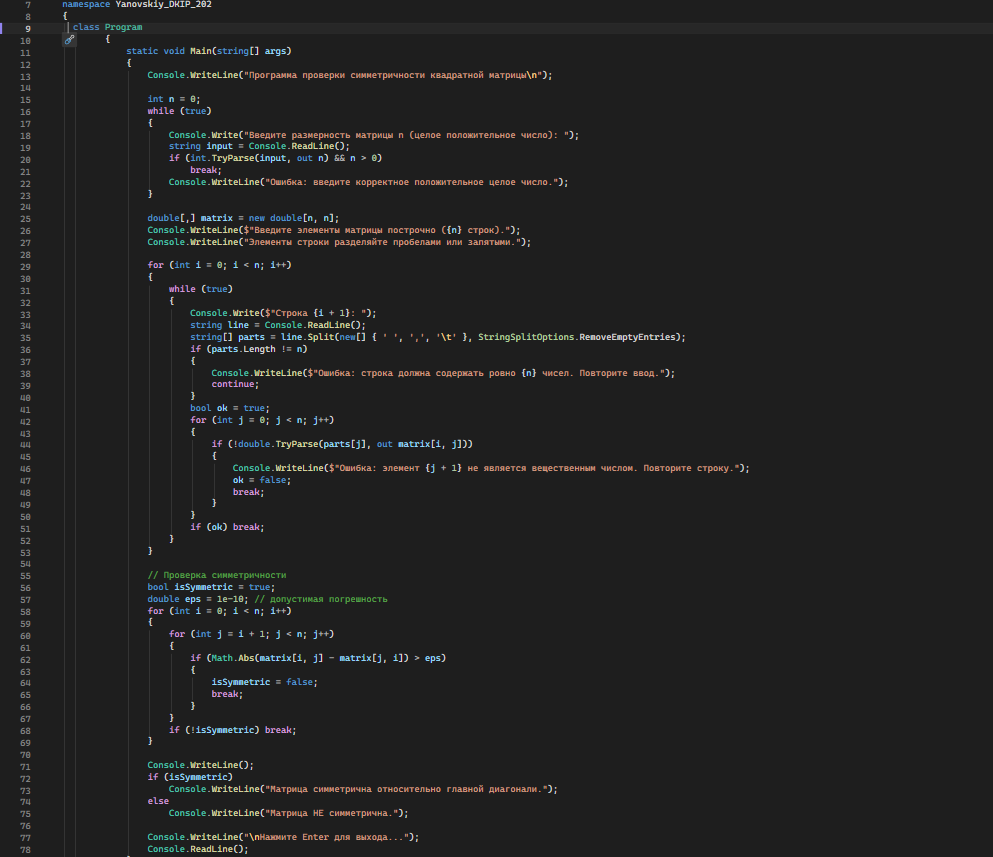 7 namespace Yanovskiy_DKIP_202
8 {
9 class Program
10 {
11 static void Main(string[] args)
12 {
13 Console.WriteLine("Программа проверки симметричности квадратной матрицы\n");
14
15 int n = 0;
16 while (true)
17 {
18 Console.Write("Введите размерность матрицы n (целое положительное число): ");
19 string input = Console.ReadLine();
20 if (int.TryParse(input, out n) && n > 0)
21 break;
22 Console.WriteLine("Ошибка: введите корректное положительное целое число.");
23 }
24
25 double[,] matrix = new double[n, n];
26 Console.WriteLine($"Введите элементы матрицы построчно ({n} строк).");
27 Console.WriteLine("Элементы строки разделяйте пробелами или запятыми.");
28
29 for (int i = 0; i < n; i++)
30 {
31 while (true)
32 {
33 Console.Write($"Строка {i + 1}: ");
34 string line = Console.ReadLine();
35 string[] parts = line.Split(new[] { ' ', ',', '\t' }, StringSplitOptions.RemoveEmptyEntries);
36 if (parts.Length != n)
37 {
38 Console.WriteLine($"Ошибка: строка должна содержать ровно {n} чисел. Повторите ввод.");
39 continue;
40 }
41 bool ok = true;
42 for (int j = 0; j < n; j++)
43 {
44 if (!double.TryParse(parts[j], out matrix[i, j]))
45 {
46 Console.WriteLine($"Ошибка: элемент {j + 1} не является вещественным числом. Повторите строку.");
47 ok = false;
48 break;
49 }
50 }
51 if (ok) break;
52 }
53 }
54
55 // Проверка симметричности
56 bool isSymmetric = true;
57 double eps = 1e-10; // допустимая погрешность
58 for (int i = 0; i < n; i++)
59 {
60 for (int j = i + 1; j < n; j++)
61 {
62 if (Math.Abs(matrix[i, j] - matrix[j, i]) > eps)
63 {
64 isSymmetric = false;
65 break;
66 }
67 }
68 if (!isSymmetric) break;
69 }
70
71 Console.WriteLine();
72 if (isSymmetric)
73 Console.WriteLine("Матрица симметрична относительно главной диагонали.");
74 else
75 Console.WriteLine("Матрица НЕ симметрична.");
76
77 Console.WriteLine("\nНажмите Enter для выхода...");
78 Console.ReadLine();